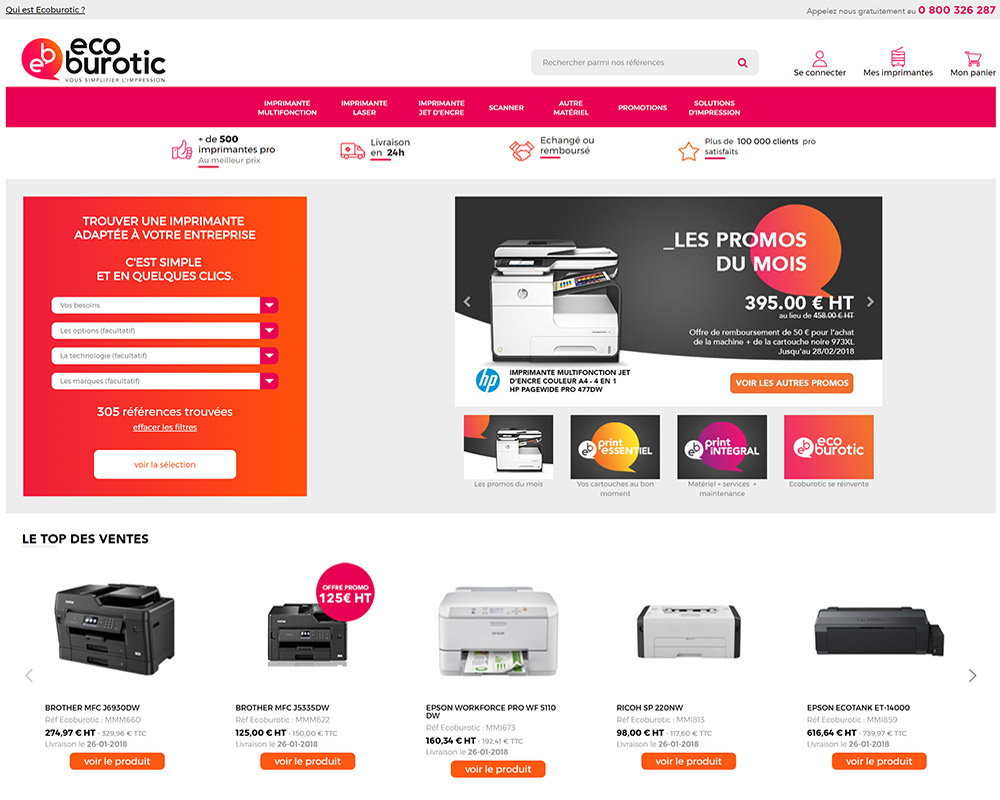 Qui est Ecoburotic ?
Appelez nous gratuitement au 0 800 326 287
eb
eco
burotic
VOUS SIMPLIFIER L'IMPRESSION
Rechercher parmi nos références
Se connecter
Mes imprimantes
Mon panier
IMPRIMANTE
MULTIFONCTION
IMPRIMANTE
LASER
IMPRIMANTE
JET D'ENCRE
SCANNER
AUTRE
MATÉRIEL
PROMOTIONS
SOLUTIONS
D'IMPRESSION
+ de 500
imprimantes pro
Au meilleur prix
Livraison
en 24h
Echangé ou
remboursé
Plus de 100 000 clients pro
satisfaits
TROUVER UNE IMPRIMANTE
ADAPTÉE À VOTRE ENTREPRISE
C'EST SIMPLE
ET EN QUELQUES CLICS.
Vos besoins
Les options (facultatif)
La technologie (facultatif)
Les marques (facultatif)
305 références trouvées
effacer les filtres
voir la sélection
_LES PROMOS
DU MOIS
395.00 € HT
au lieu de 458.00 € HT
Offre de remboursement de 50 € pour l'achat
de la machine + de la cartouche noire 973XL
Jusqu'au 28/02/2018
hp
IMPRIMANTE MULTIFONCTION JET
D'ENCRE COULEUR A4 - 4 EN 1
HP PAGEWIDE PRO 477DW
VOIR LES AUTRES PROMOS
Les promos du mois
eb print
ESSENTIEL
Vos cartouches au bon
moment
eb print
INTEGRAL
Matériel + services +
maintenance
eb eco
burotic
Ecoburotic se réinvente
LE TOP DES VENTES
BROTHER MFC J6930DW
Réf Ecoburotic : MMM660
274,97 € HT - 329,96 € TTC
Livraison le 26-01-2018
voir le produit
OFFRE PROMO
125€ HT
BROTHER MFC J5335DW
Réf Ecoburotic : MMM622
125,00 € HT - 150,00 € TTC
Livraison le 26-01-2018
voir le produit
EPSON
EPSON WORKFORCE PRO WF 5110
DW
Réf Ecoburotic : MMI673
160,34 € HT - 192,41 € TTC
Livraison le 26-01-2018
voir le produit
RICOH SP 220NW
Réf Ecoburotic : MMI813
98,00 € HT - 117,60 € TTC
Livraison le 26-01-2018
voir le produit
EPSON ECOTANK ET-14000
Réf Ecoburotic : MMI859
616,64 € HT - 739,97 € TTC
Livraison le 26-01-2018
voir le produit